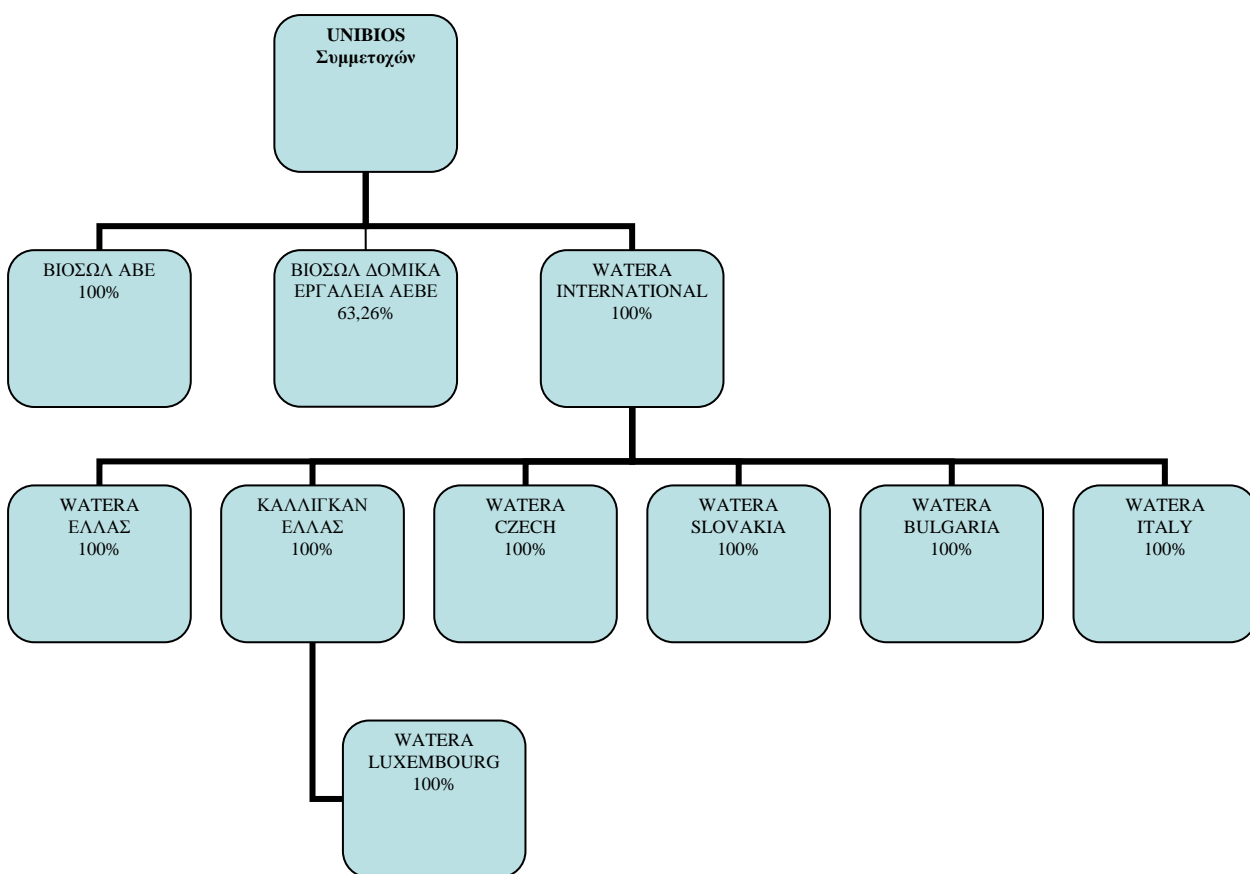 UNIBIOS
Συμμετοχών
ΒΙΟΣΩΛ ΑΒΕ
100%
ΒΙΟΣΩΛ ΔΟΜΙΚΑ
ΕΡΓΑΛΕΙΑ ΑΕΒΕ
63,26%
WATERA
INTERNATIONAL
100%
WATERA
ΕΛΛΑΣ
100%
ΚΑΛΛΙΓΚΑΝ
ΕΛΛΑΣ
100%
WATERA
CZECH
100%
WATERA
SLOVAKIA
100%
WATERA
BULGARIA
100%
WATERA
ITALY
100%
WATERA
LUXEMBOURG
100%